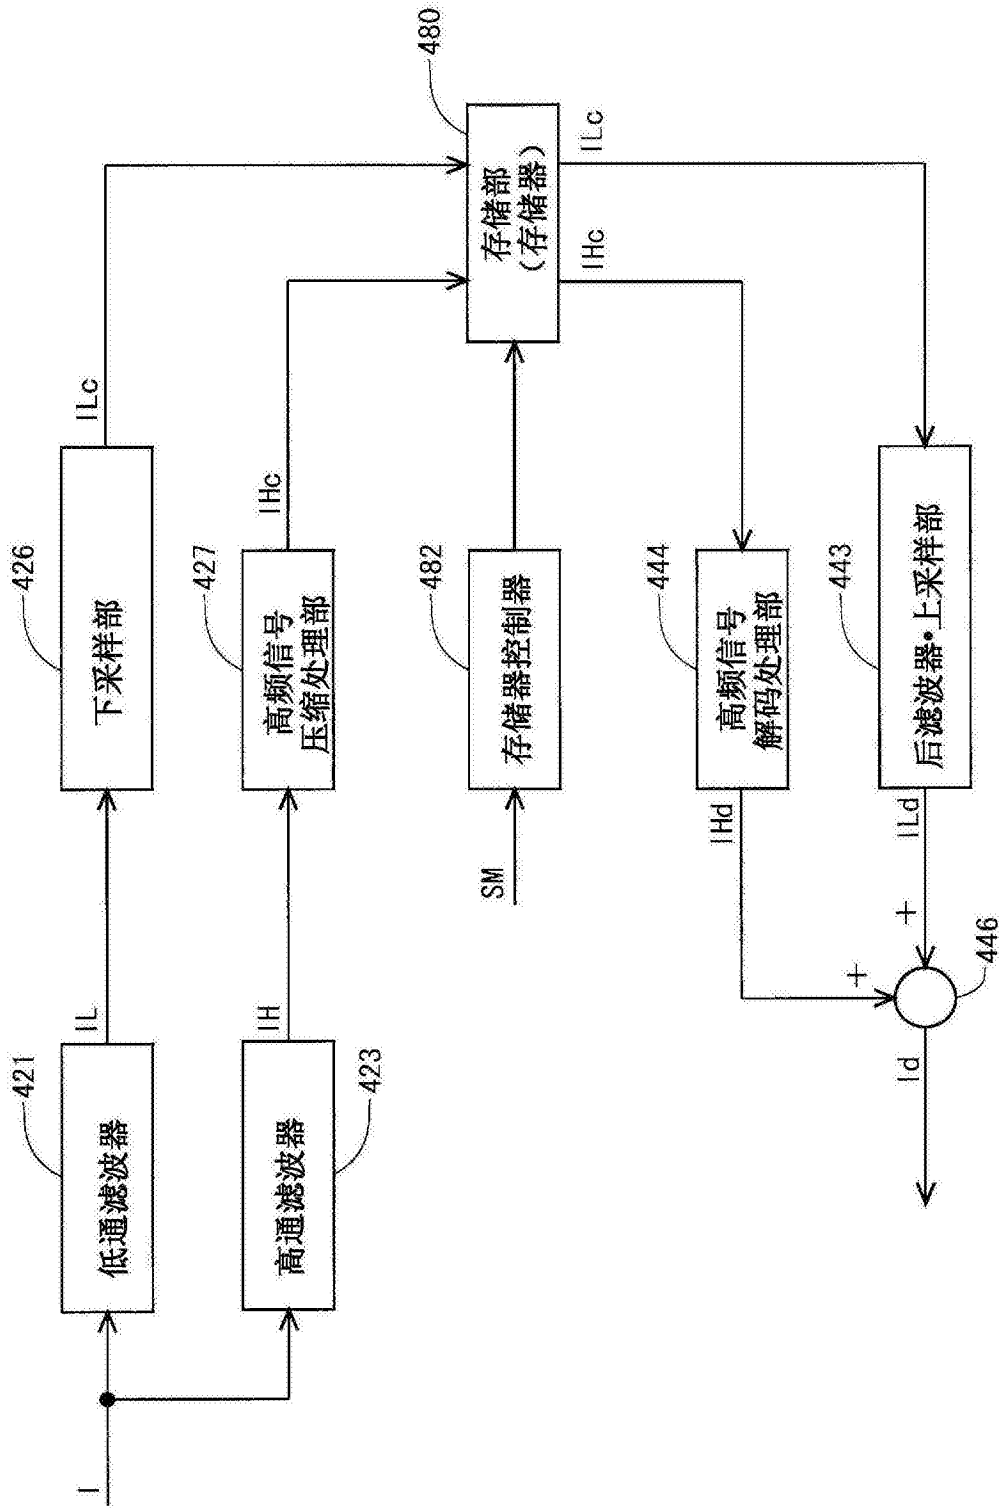 I
421
低通滤波器
IL
426
下采样部
ILc
423
高通滤波器
IH
427
高频信号
压缩处理部
IHc
480
存储部
(存储器)
SM
482
存储器控制器
IHc
ILc
444
高频信号
解码处理部
IHd
443
后滤波器·上采样部
ILd
+
+
446
Id